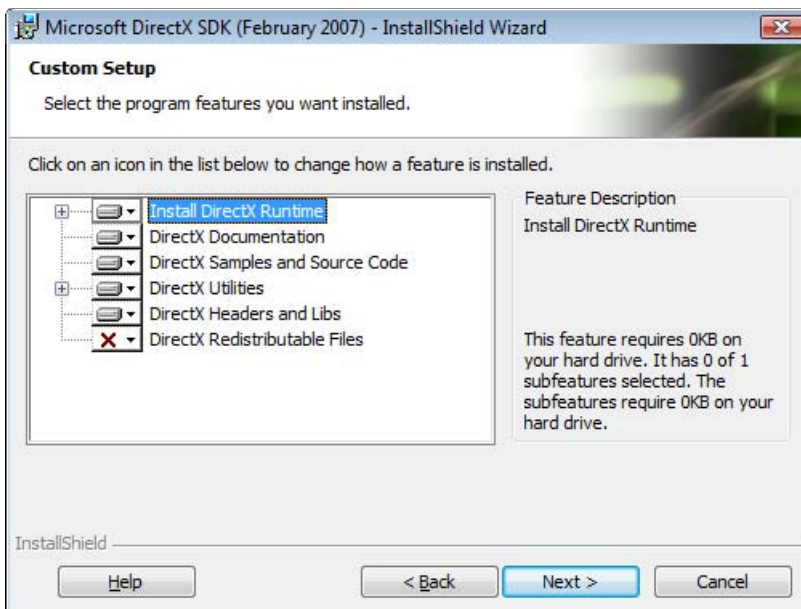 Microsoft DirectX SDK (February 2007) - InstallShield Wizard
Custom Setup
Select the program features you want installed.
Click on an icon in the list below to change how a feature is installed.
Install DirectX Runtime
DirectX Documentation
DirectX Samples and Source Code
DirectX Utilities
DirectX Headers and Libs
DirectX Redistributable Files
Feature Description
Install DirectX Runtime
This feature requires 0KB on
your hard drive. It has 0 of 1
subfeatures selected. The
subfeatures require 0KB on your
hard drive.
InstallShield
Help
< Back
Next >
Cancel